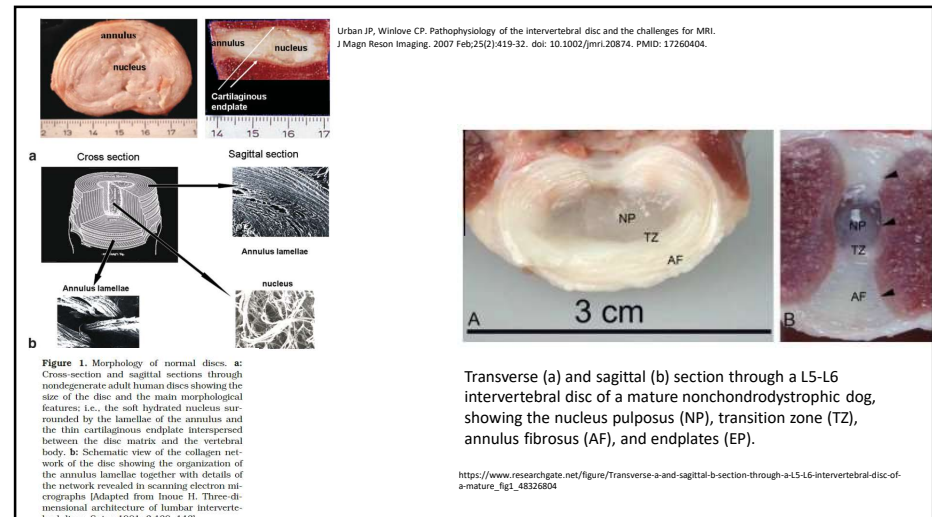 annulus
nucleus
annulus
nucleus
Cartilaginous
endplate
2 13 14 15 16 17 1
14 15 16 17
Urban JP, Winlove CP. Pathophysiology of the intervertebral disc and the challenges for MRI.
J Magn Reson Imaging. 2007 Feb;25(2):419-32. doi: 10.1002/jmri.20874. PMID: 17260404.
a
Cross section
Sagittal section
Annulus lamellae
Annulus lamellae
nucleus
b
Figure 1. Morphology of normal discs. a:
Cross-section and sagittal sections through
nondegenerate adult human discs showing the
size of the disc and the main morphological
features; i.e., the soft hydrated nucleus sur-
rounded by the lamellae of the annulus and
the thin cartilaginous endplate interspersed
between the disc matrix and the vertebral
body. b: Schematic view of the collagen net-
work of the disc showing the organization of
the annulus lamellae together with details of
the network revealed in scanning electron mi-
crographs [Adapted from Inoue H. Three-di-
mensional architecture of lumbar interverte-
NP
TZ
AF
A
3 cm
NP
TZ
AF
B
Transverse (a) and sagittal (b) section through a L5-L6
intervertebral disc of a mature nonchondrodystrophic dog,
showing the nucleus pulposus (NP), transition zone (TZ),
annulus fibrosus (AF), and endplates (EP).
https://www.researchgate.net/figure/Transverse-a-and-sagittal-b-section-through-a-L5-L6-intervertebral-disc-of-
a-mature_fig1_48326804